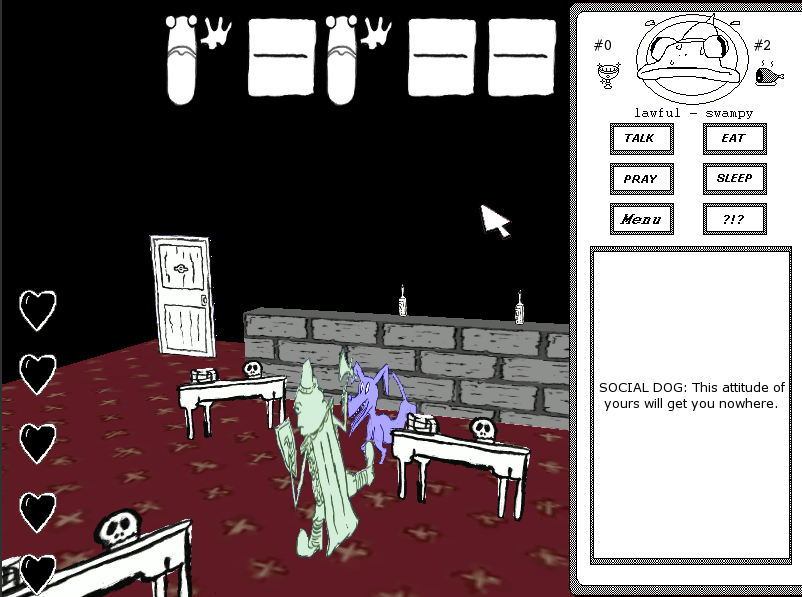 #0
#2
lawful - swampy
TALK
EAT
PRAY
SLEEP
Menu
?!?
SOCIAL DOG: This attitude of
yours will get you nowhere.